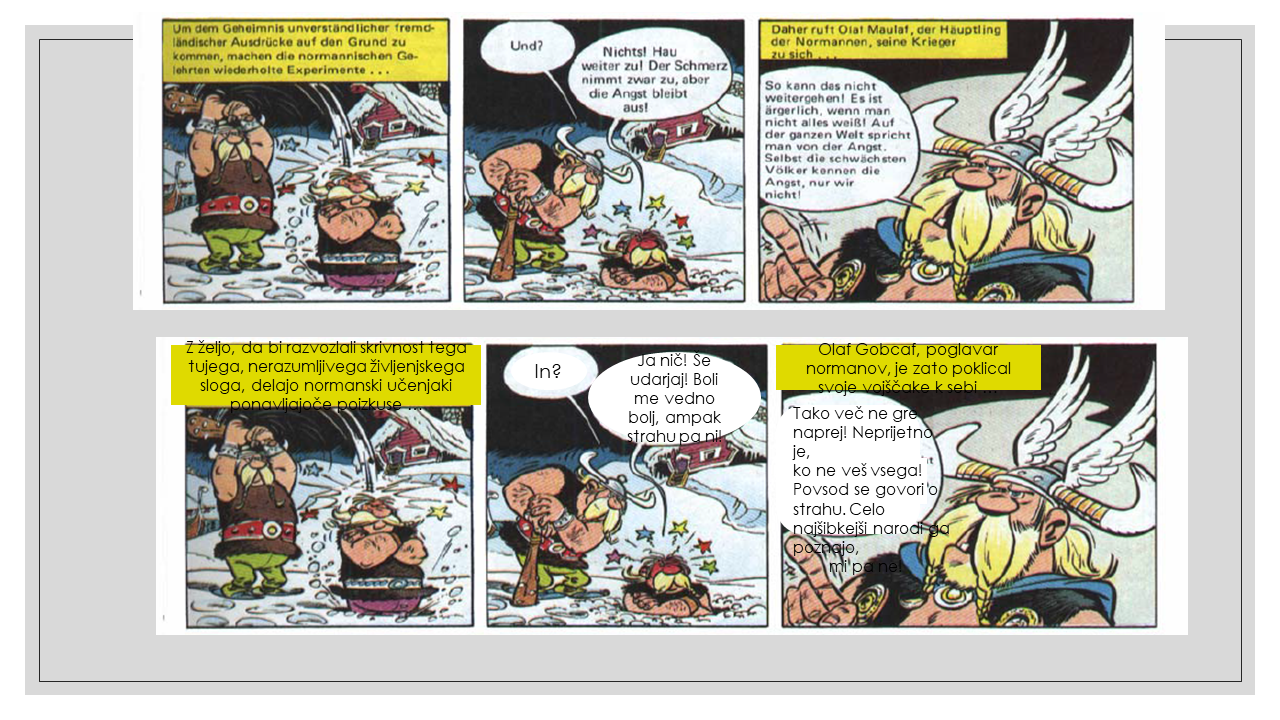 Um dem Geheimnis unverständlicher fremd-
ländischer Ausdrücke auf den Grund zu
kommen, machen die normannischen Ge-
lehrten wiederholte Experimente . . .
Und?
Nichts! Hau
weiter zu! Der Schmerz
nimmt zwar zu, aber
die Angst bleibt
aus!
Daher ruft Olaf Maulaf, der Häuptling
der Normannen, seine Krieger
zu sich . . .
So kann das nicht
weitergehen! Es ist
ärgerlich, wenn man
nicht alles weiß! Auf
der ganzen Welt spricht
man von der Angst.
Selbst die schwächsten
Völker kennen die
Angst, nur wir
nicht!
Z željo, da bi razvozlali skrivnost tega
tujega, nerazumljivega življenjskega
sloga, delajo normanski učenjaki
ponavljajoče poizkuse ...
In?
Ja nič! Še
udarjaj! Boli
me vedno
bolj, ampak
strahu pa ni!
Olaf Gobcaf, poglavar
normanov, je zato poklical
svoje vojščake k sebi ...
Tako več ne gre
naprej! Neprijetno
je,
ko ne veš vsega!
Povsod se govori o
strahu. Celo
najšibkejši narodi ga
poznajo,
mi pa ne!